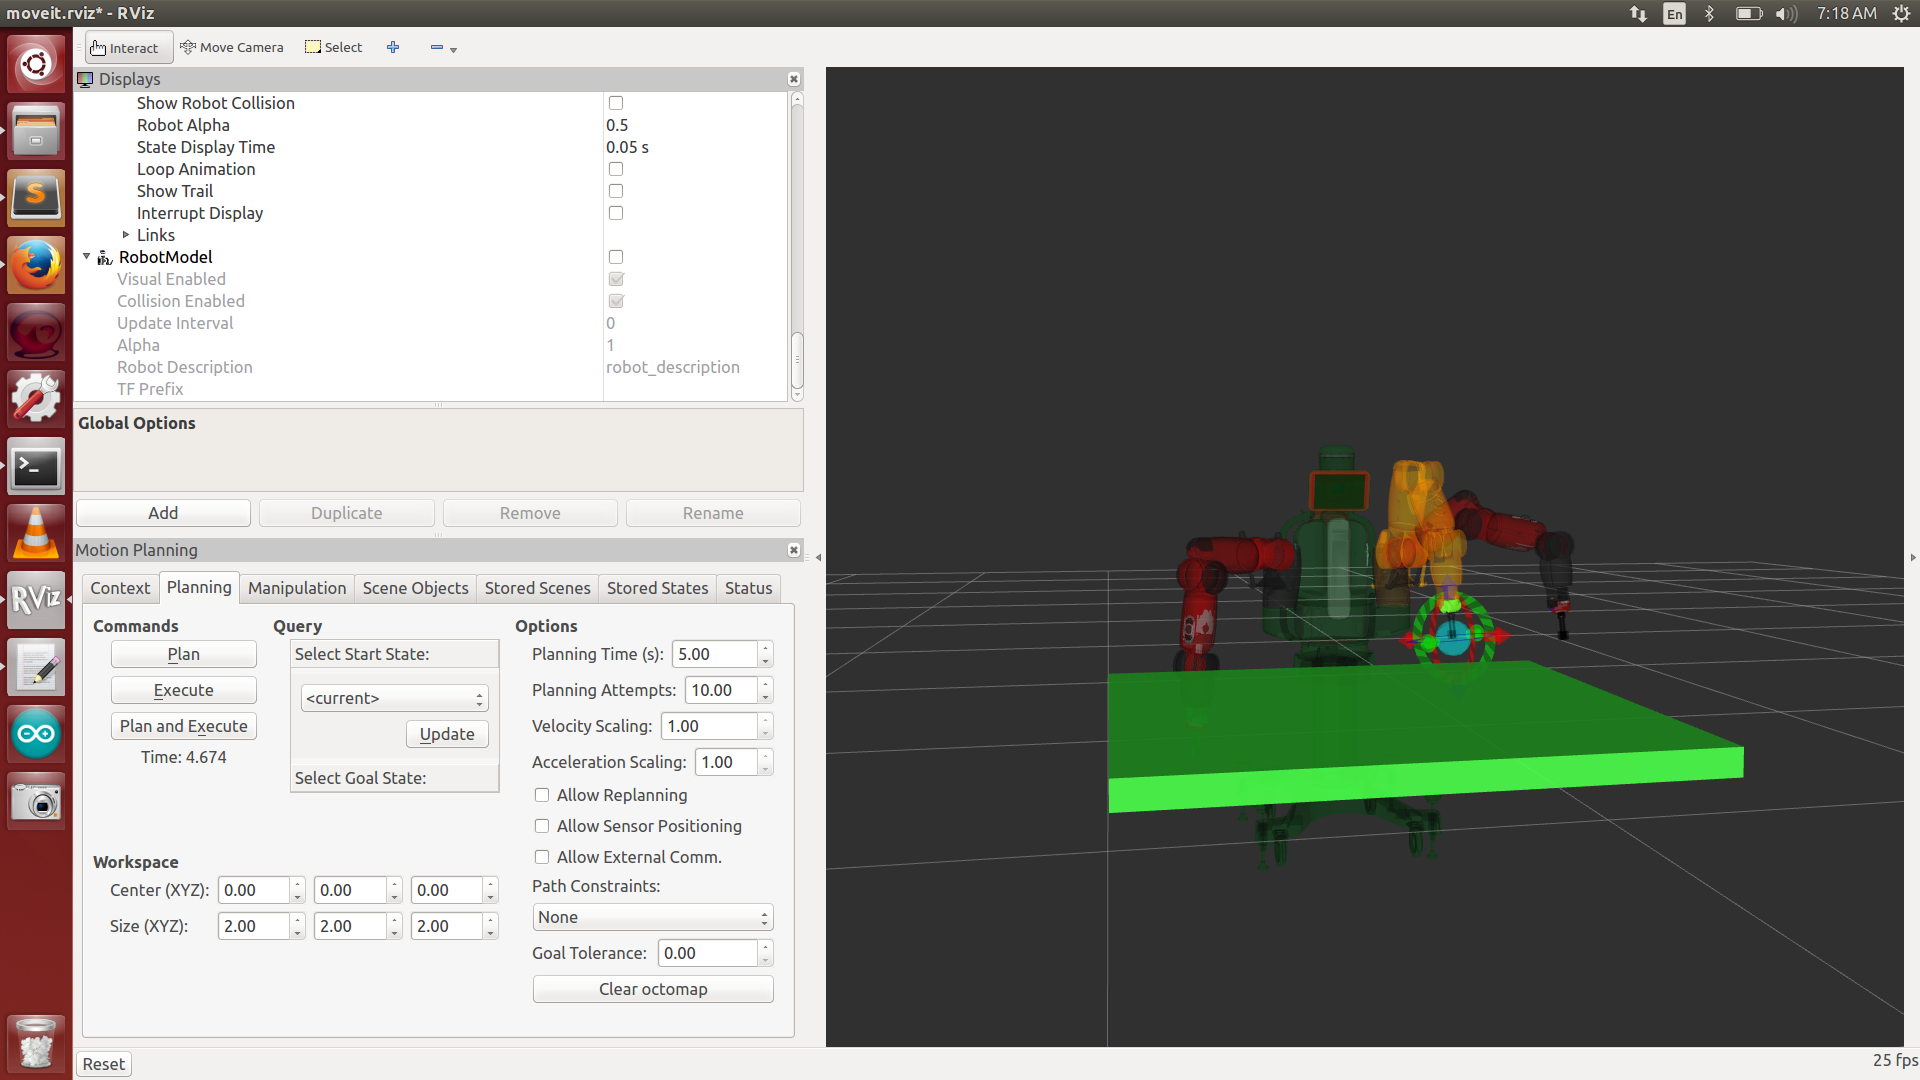 moveit.rviz* - RViz
En
7:18 AM
Interact
Move Camera
Select
Displays
Show Robot Collision
Robot Alpha
0.5
State Display Time
0.05 s
Loop Animation
Show Trail
Interrupt Display
Links
RobotModel
Visual Enabled
Collision Enabled
Update Interval
0
Alpha
1
Robot Description
robot_description
TF Prefix
Global Options
Add
Duplicate
Remove
Rename
Motion Planning
Context
Planning
Manipulation
Scene Objects
Stored Scenes
Stored States
Status
Commands
Query
Options
Plan
Select Start State:
Planning Time (s):
5.00
Execute
<current>
Planning Attempts:
10.00
Plan and Execute
Update
Velocity Scaling:
1.00
Time: 4.674
Select Goal State:
Acceleration Scaling:
1.00
Allow Replanning
Allow Sensor Positioning
Allow External Comm.
Workspace
Center (XYZ):
0.00
0.00
0.00
Size (XYZ):
2.00
2.00
2.00
Path Constraints:
None
Goal Tolerance:
0.00
Clear octomap
Reset
25 fps
S
>_
RViz